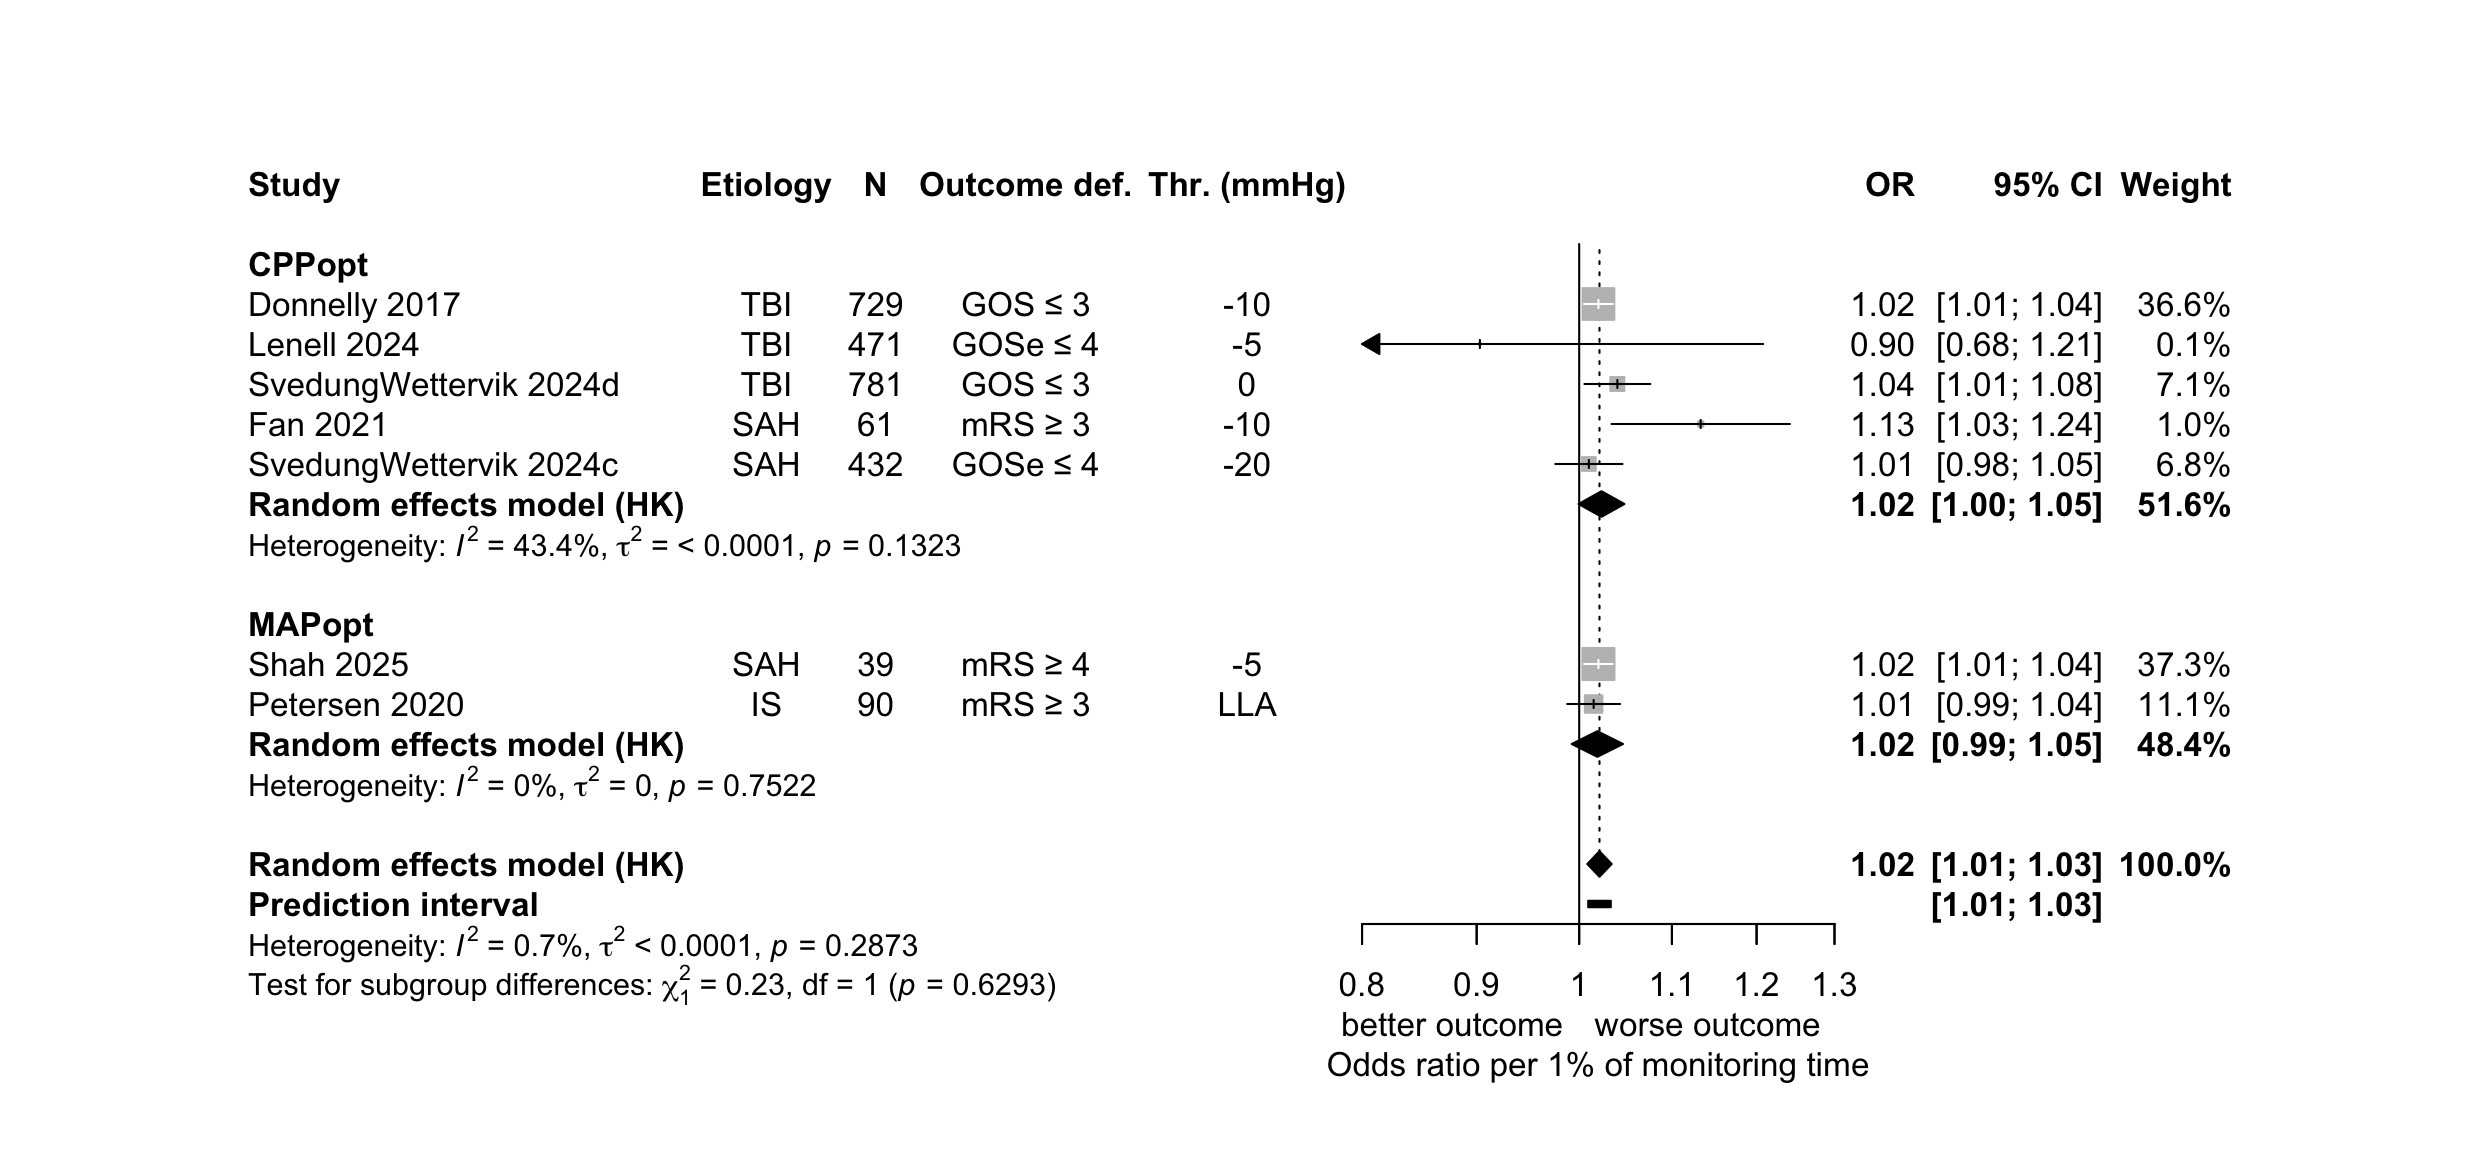 Study Etiology N Outcome def. Thr. (mmHg) OR 95% CI Weight
CPPopt
Donnelly 2017 TBI 729 GOS ≤ 3 -10 1.02 [1.01; 1.04] 36.6%
Lenell 2024 TBI 471 GOSe ≤ 4 -5 0.90 [0.68; 1.21] 0.1%
SvedungWettervik 2024d TBI 781 GOS ≤ 3 0 1.04 [1.01; 1.08] 7.1%
Fan 2021 SAH 61 mRS ≥ 3 -10 1.13 [1.03; 1.24] 1.0%
SvedungWettervik 2024c SAH 432 GOSe ≤ 4 -20 1.01 [0.98; 1.05] 6.8%
Random effects model (HK) 1.02 [1.00; 1.05] 51.6%
Heterogeneity: I² = 43.4%, τ² = < 0.0001, p = 0.1323
MAPopt
Shah 2025 SAH 39 mRS ≥ 4 -5 1.02 [1.01; 1.04] 37.3%
Petersen 2020 IS 90 mRS ≥ 3 LLA 1.01 [0.99; 1.04] 11.1%
Random effects model (HK) 1.02 [0.99; 1.05] 48.4%
Heterogeneity: I² = 0%, τ² = 0, p = 0.7522
Random effects model (HK) 1.02 [1.01; 1.03] 100.0%
Prediction interval [1.01; 1.03]
Heterogeneity: I² = 0.7%, τ² < 0.0001, p = 0.2873
Test for subgroup differences: χ₁² = 0.23, df = 1 (p = 0.6293)
0.8 0.9 1 1.1 1.2 1.3
better outcome worse outcome
Odds ratio per 1% of monitoring time